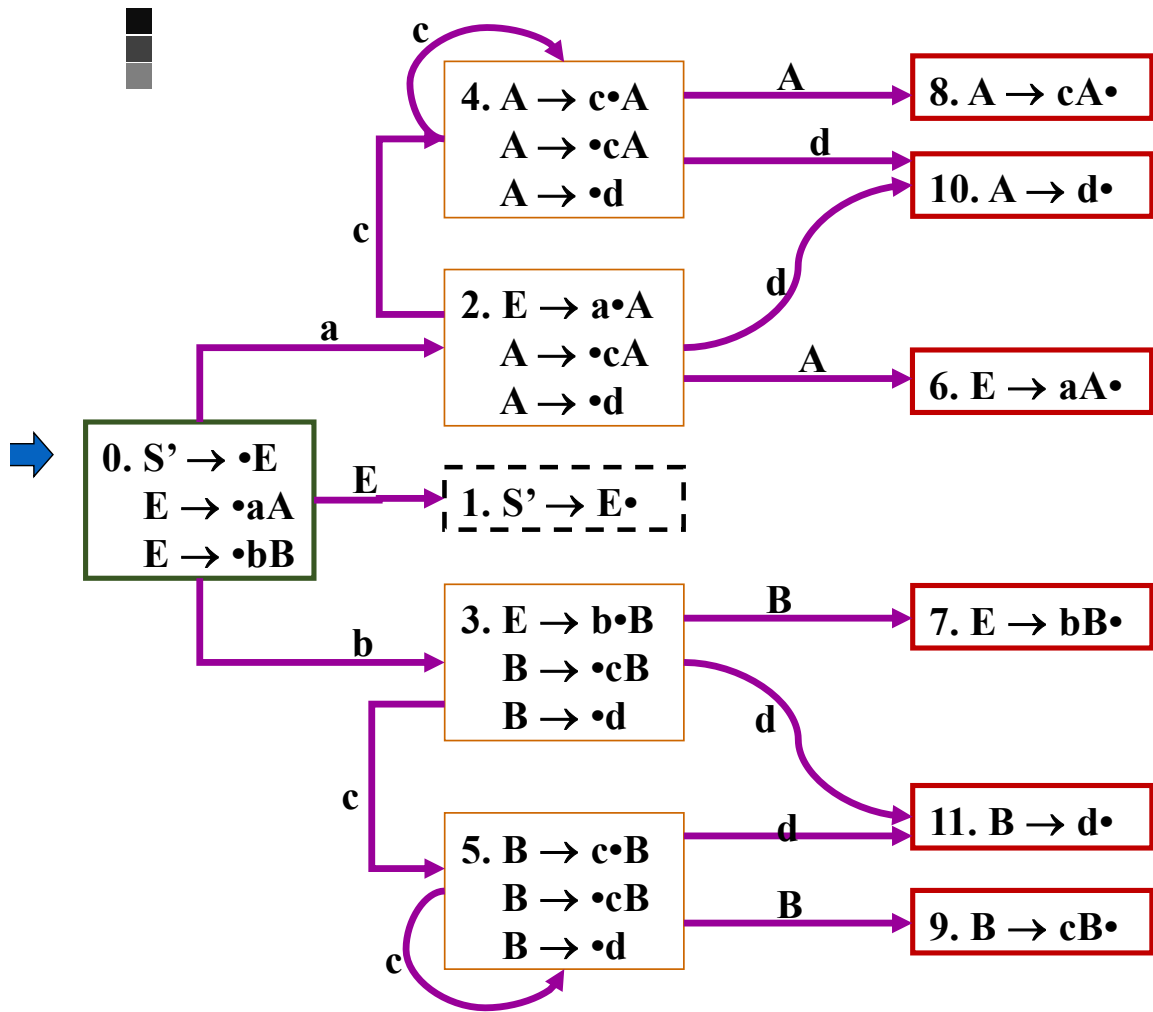 c
4. A → c•A
A → •cA
A → •d
A
8. A → cA•
d
10. A → d•
c
2. E → a•A
A → •cA
A → •d
d
A
6. E → aA•
a
0. S’ → •E
E → •aA
E → •bB
E
1. S’ → E•
b
3. E → b•B
B → •cB
B → •d
B
7. E → bB•
d
c
5. B → c•B
B → •cB
B → •d
d
11. B → d•
B
9. B → cB•
c